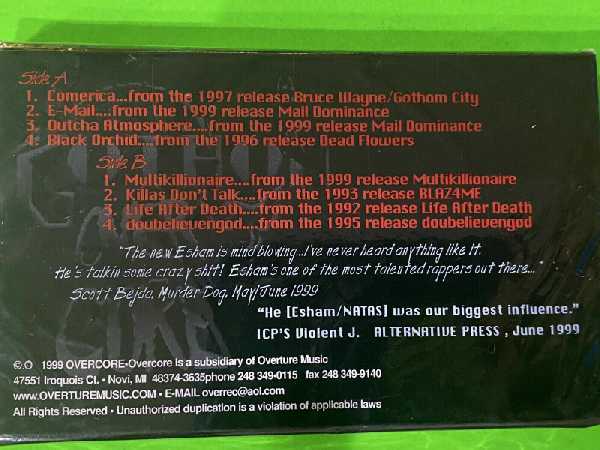 Side A
1. Comerica...from the 1997 release Bruce Wayne/Gothom City
2. E-Mail....from the 1999 release Mail Dominance
3. Outcha Atmosphere....from the 1999 release Mail Dominance
4. Black Orchid....from the 1996 release Dead Flowers
Side B
1. Multikillionaire....from the 1999 release Multikillionaire
2. Killas Don't Talk....from the 1993 release BLAZ4ME
3. Life After Death....from the 1992 release Life After Death
4. doubelievengod....from the 1995 release doubelievengod
"The new Esham is mind blowing...I've never heard anything like it.
He's talkin some crazy shit! Esham's one of the most talented rappers out there..."
Scott Bejda, Murder Dog, May/June 1999
"He [Esham/NATAS] was our biggest influence."
ICP'S Violent J. ALTERNATIVE PRESS , June 1999
©.O 1999 OVERCORE•Overcore is a subsidiary of Overture Music
47551 Iroquois Ct. • Novi, MI 48374-3635phone 248 349-0115 fax 248 349-9140
www.OVERTUREMUSIC.COM • E-MAIL overrec@aol.com
All Rights Reserved • Unauthorized duplication is a violation of applicable laws